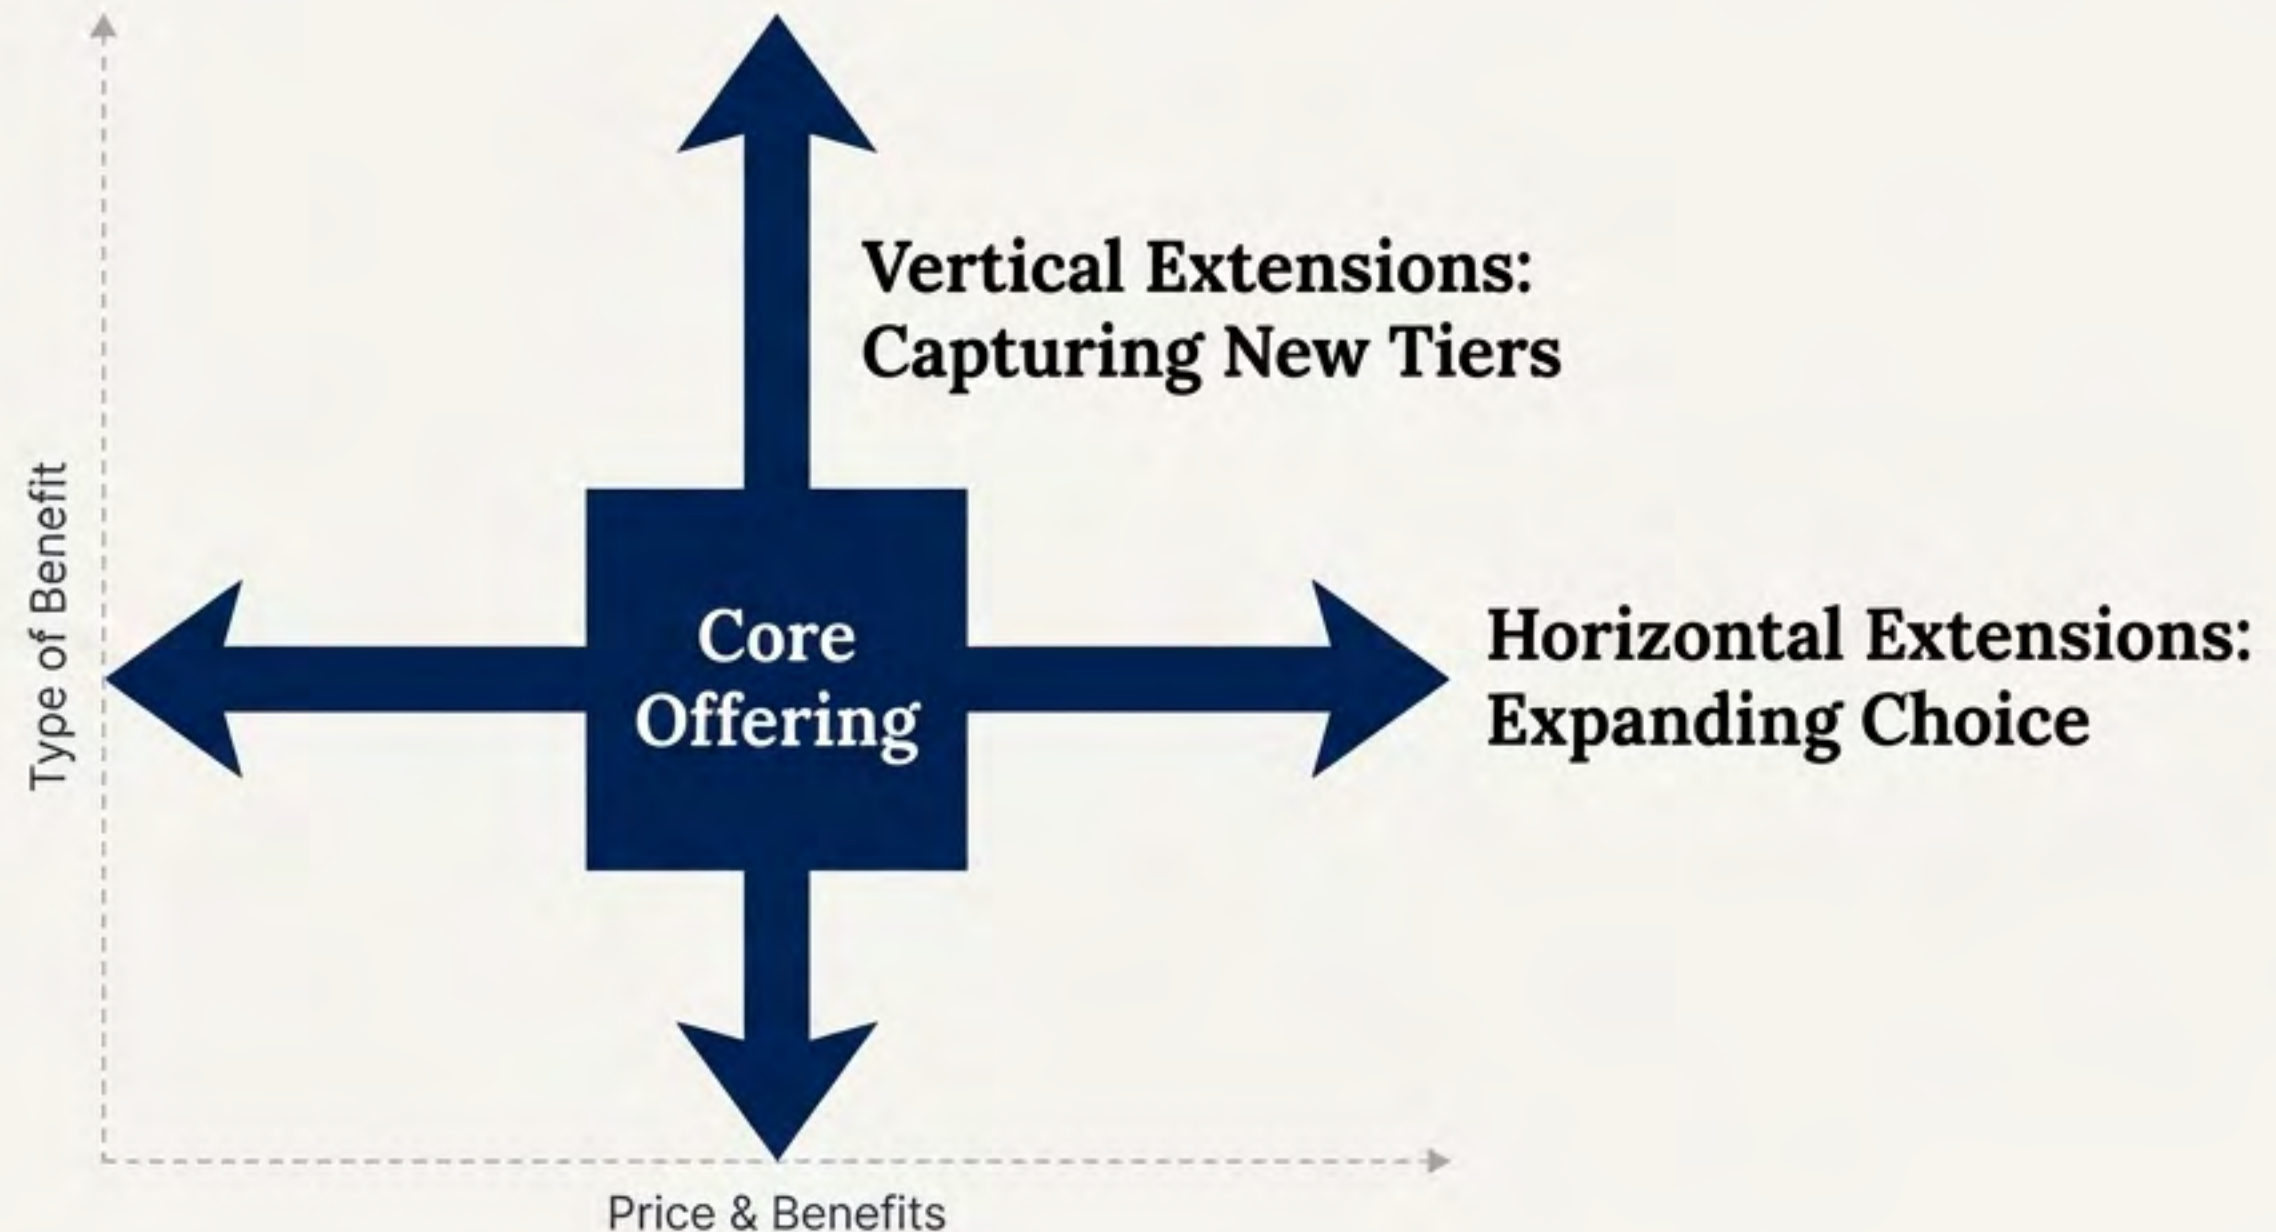 Vertical Extensions:
Capturing New Tiers
Type of Benefit
Core
Offering
Horizontal Extensions:
Expanding Choice
Price & Benefits